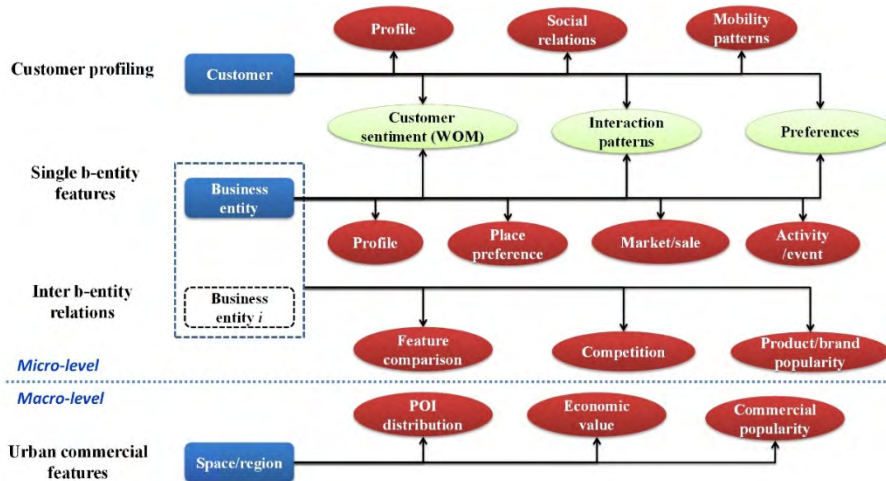 Profile
Social
relations
Mobility
patterns
Customer profiling
Customer
Customer
sentiment (WOM)
Interaction
patterns
Preferences
Single b-entity
features
Business
entity
Profile
Place
preference
Market/sale
Activity
/event
Inter b-entity
relations
Business
entity i
Feature
comparison
Competition
Product/brand
popularity
Micro-level
Macro-level
POI
distribution
Economic
value
Commercial
popularity
Urban commercial
features
Space/region